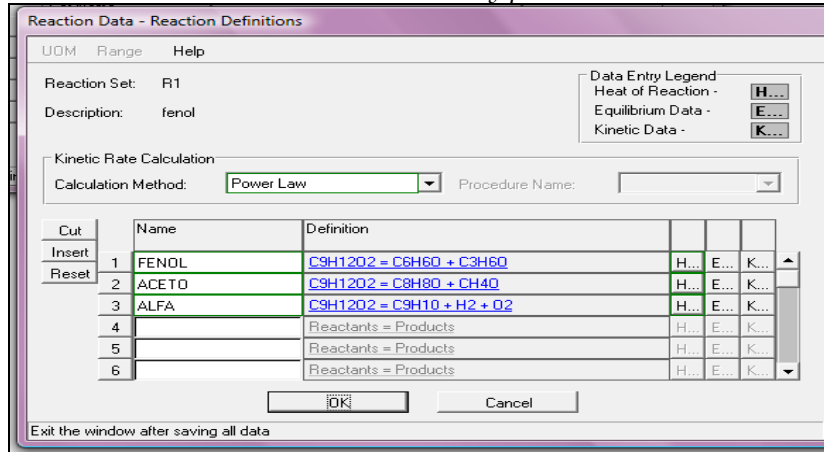 Reaction Data - Reaction Definitions
UOM Range Help
Reaction Set: R1
Description: fenol
Data Entry Legend
Heat of Reaction - H...
Equilibrium Data - E...
Kinetic Data - K...
Kinetic Rate Calculation
Calculation Method: Power Law Procedure Name:
Cut
Insert
Reset
Name Definition
1 FENOL C9H12O2 = C6H6O + C3H6O H... E... K...
2 ACETO C9H12O2 = C8H8O + CH4O H... E... K...
3 ALFA C9H12O2 = C9H10 + H2 + O2 H... E... K...
4 Reactants = Products H... E... K...
5 Reactants = Products H... E... K...
6 Reactants = Products H... E... K...
OK Cancel
Exit the window after saving all data